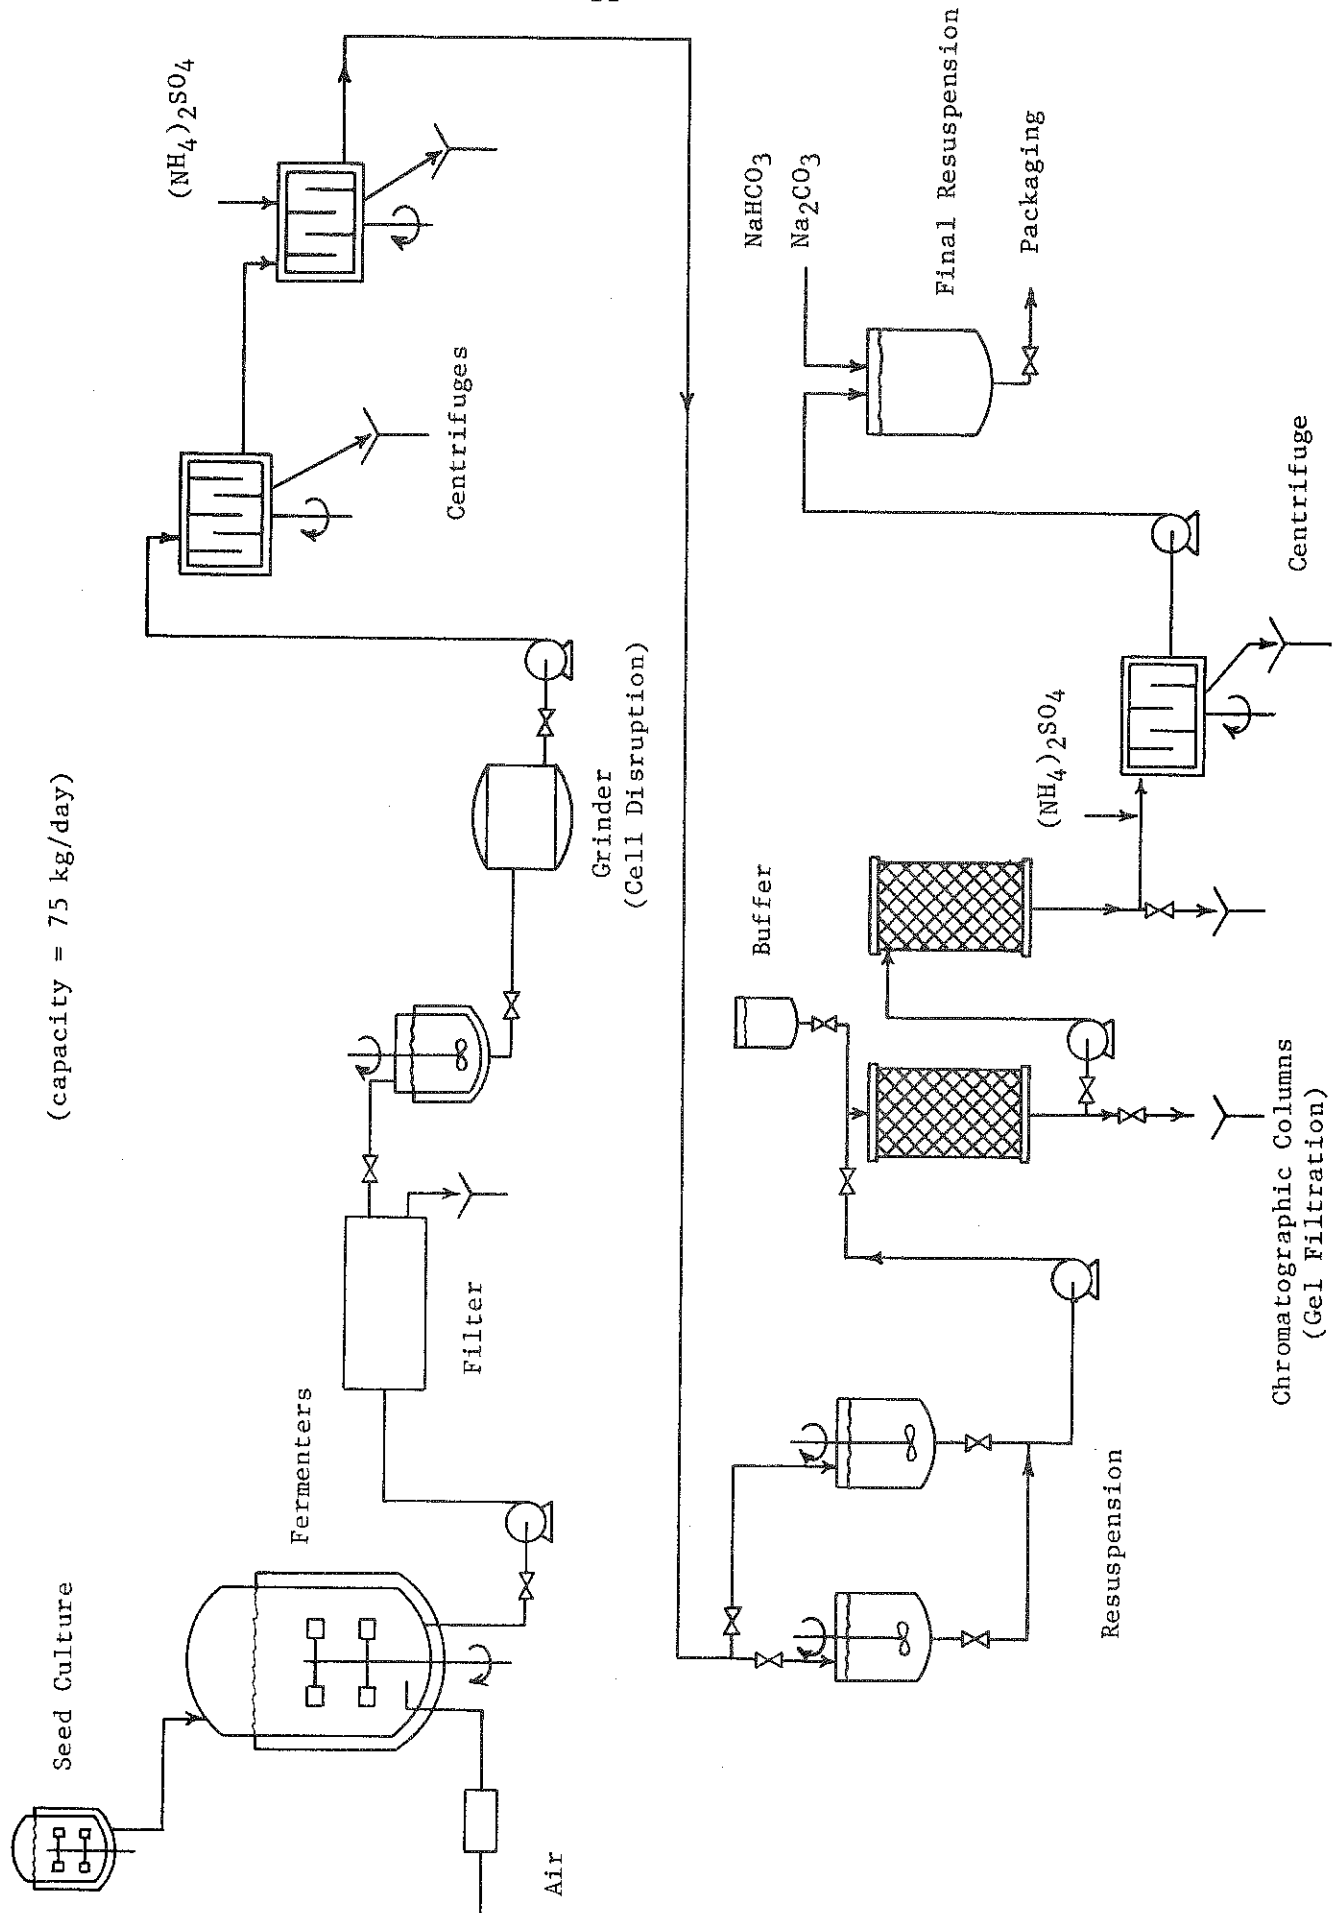 (capacity = 75 kg/day)
Seed Culture
Fermenters
Air
Filter
Grinder
(Cell Disruption)
Centrifuges
(NH4)2SO4
Resuspension
Buffer
Chromatographic Columns
(Gel Filtration)
(NH4)2SO4
Centrifuge
NaHCO3
Na2CO3
Final Resuspension
Packaging